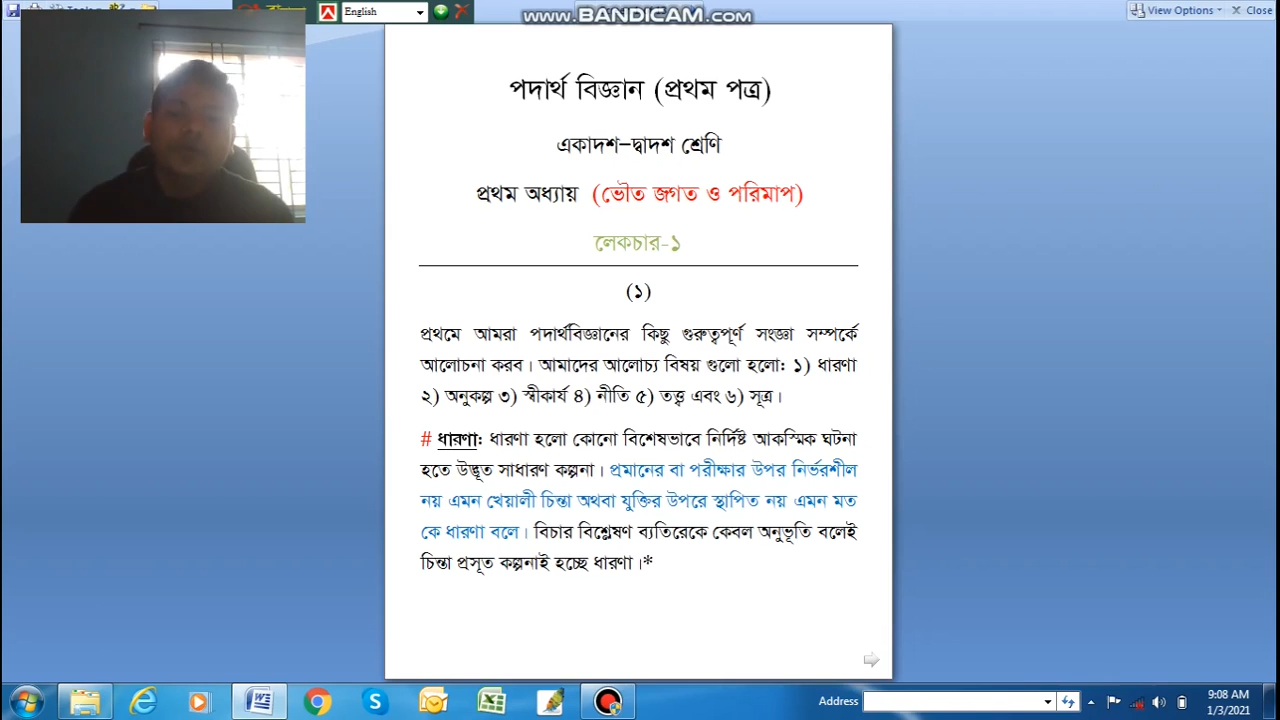 Tools
English
www.BANDICAM.com
View Options
Close
পদার্থ বিজ্ঞান (প্রথম পত্র)
একাদশ-দ্বাদশ শ্রেণি
প্রথম অধ্যায় (ভৌত জগত ও পরিমাপ)
লেকচার-১
(১)
প্রথমে আমরা পদার্থবিজ্ঞানের কিছু গুরুত্বপূর্ণ সংজ্ঞা সম্পর্কে
আলোচনা করব। আমাদের আলোচ্য বিষয় গুলো হলো: ১) ধারণা
২) অনুকল্প ৩) স্বীকার্য ৪) নীতি ৫) তত্ত্ব এবং ৬) সূত্র।
# ধারণা: ধারণা হলো কোনো বিশেষভাবে নির্দিষ্ট আকস্মিক ঘটনা
হতে উদ্ভূত সাধারণ কল্পনা। প্রমানের বা পরীক্ষার উপর নির্ভরশীল
নয় এমন খেয়ালী চিন্তা অথবা যুক্তির উপরে স্থাপিত নয় এমন মত
কে ধারণা বলে। বিচার বিশ্লেষণ ব্যতিরেকে কেবল অনুভূতি বলেই
চিন্তা প্রসূত কল্পনাই হচ্ছে ধারণা।*
Address
9:08 AM
1/3/2021